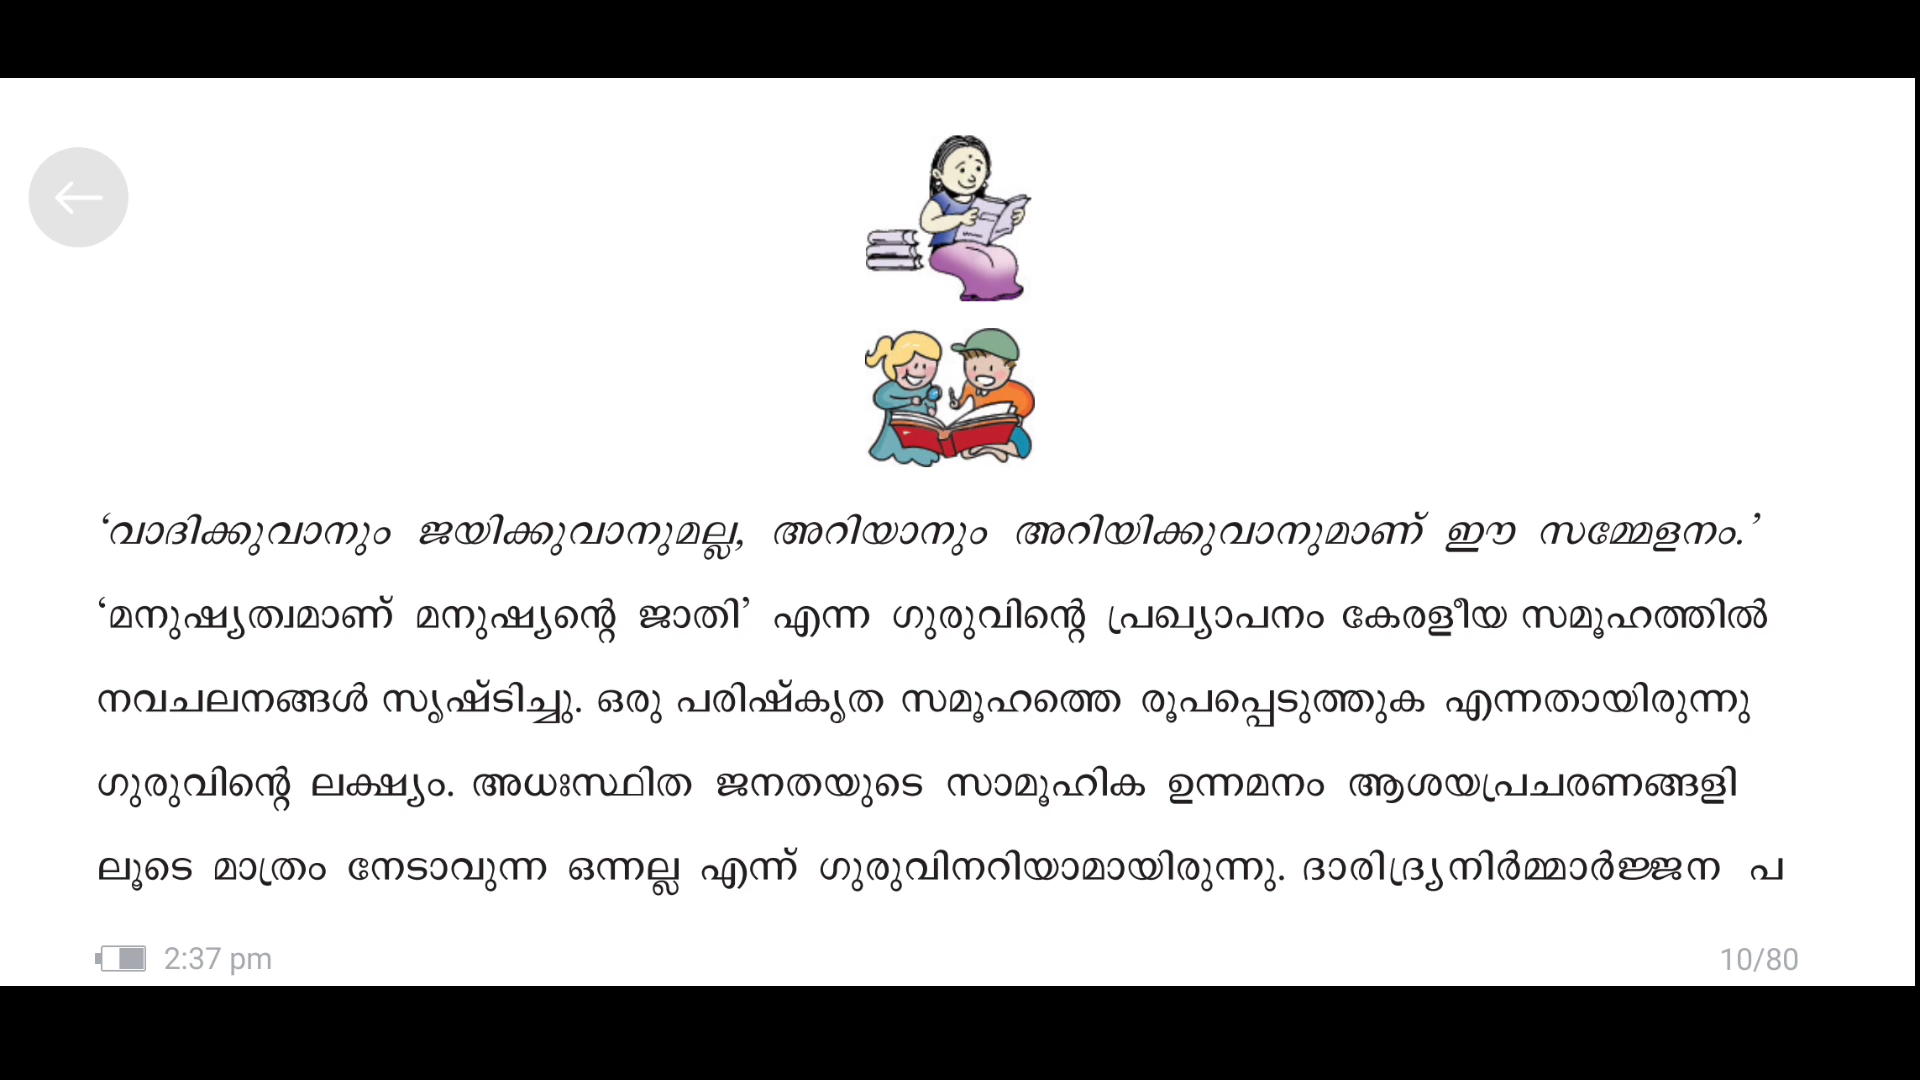 ‘വാദിക്കുവാനും ജയിക്കുവാനുമല്ല, അറിയാനും അറിയിക്കുവാനുമാണ് ഈ സമ്മേളനം.’
‘മനുഷ്യത്വമാണ് മനുഷ്യന്റെ ജാതി’ എന്ന ഗുരുവിന്റെ പ്രഖ്യാപനം കേരളീയ സമൂഹത്തിൽ
നവചലനങ്ങൾ സൃഷ്ടിച്ചു. ഒരു പരിഷ്കൃത സമൂഹത്തെ രൂപപ്പെടുത്തുക എന്നതായിരുന്നു
ഗുരുവിന്റെ ലക്ഷ്യം. അധഃസ്ഥിത ജനതയുടെ സാമൂഹിക ഉന്നമനം ആശയപ്രചരണങ്ങളി
ലൂടെ മാത്രം നേടാവുന്ന ഒന്നല്ല എന്ന് ഗുരുവിനറിയാമായിരുന്നു. ദാരിദ്ര്യനിർമ്മാർജ്ജന പ
2:37 pm
10/80